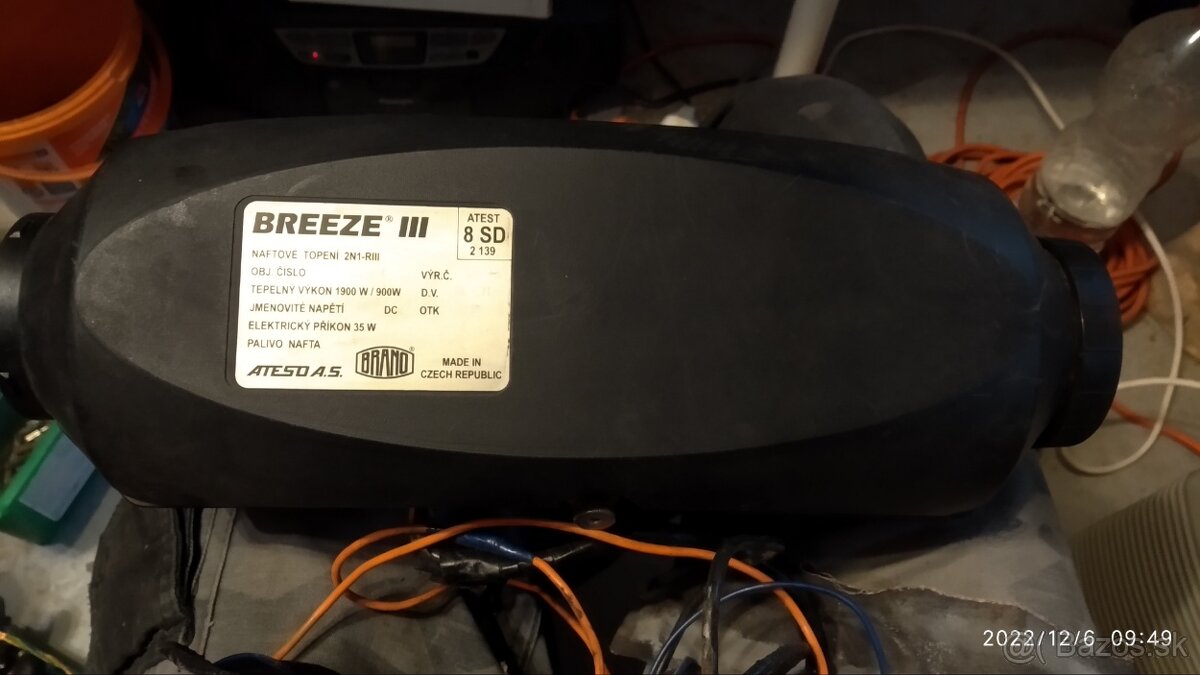 BREEZE® III
ATEST
8 SD
2 139
NAFTOVÉ TOPENÍ 2N1-RIII
OBJ. ČÍSLO
VÝR.Č.
TEPELNÝ VÝKON 1900 W / 900W
D.V.
JMENOVITÉ NAPĚTÍ DC
OTK
ELEKTRICKÝ PŘÍKON 35 W
PALIVO NAFTA
ATESO A.S.
BRANO®
MADE IN
CZECH REPUBLIC
2022/12/6 09:49
Bazos.sk